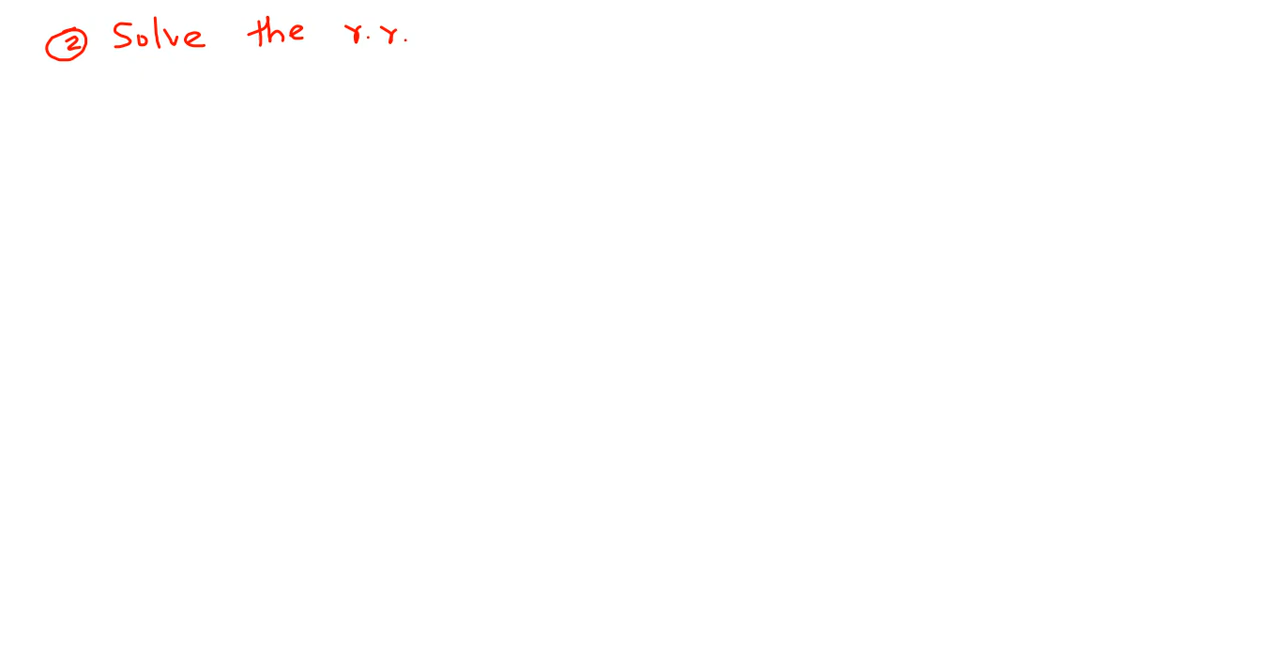 ② Solve the r.r.